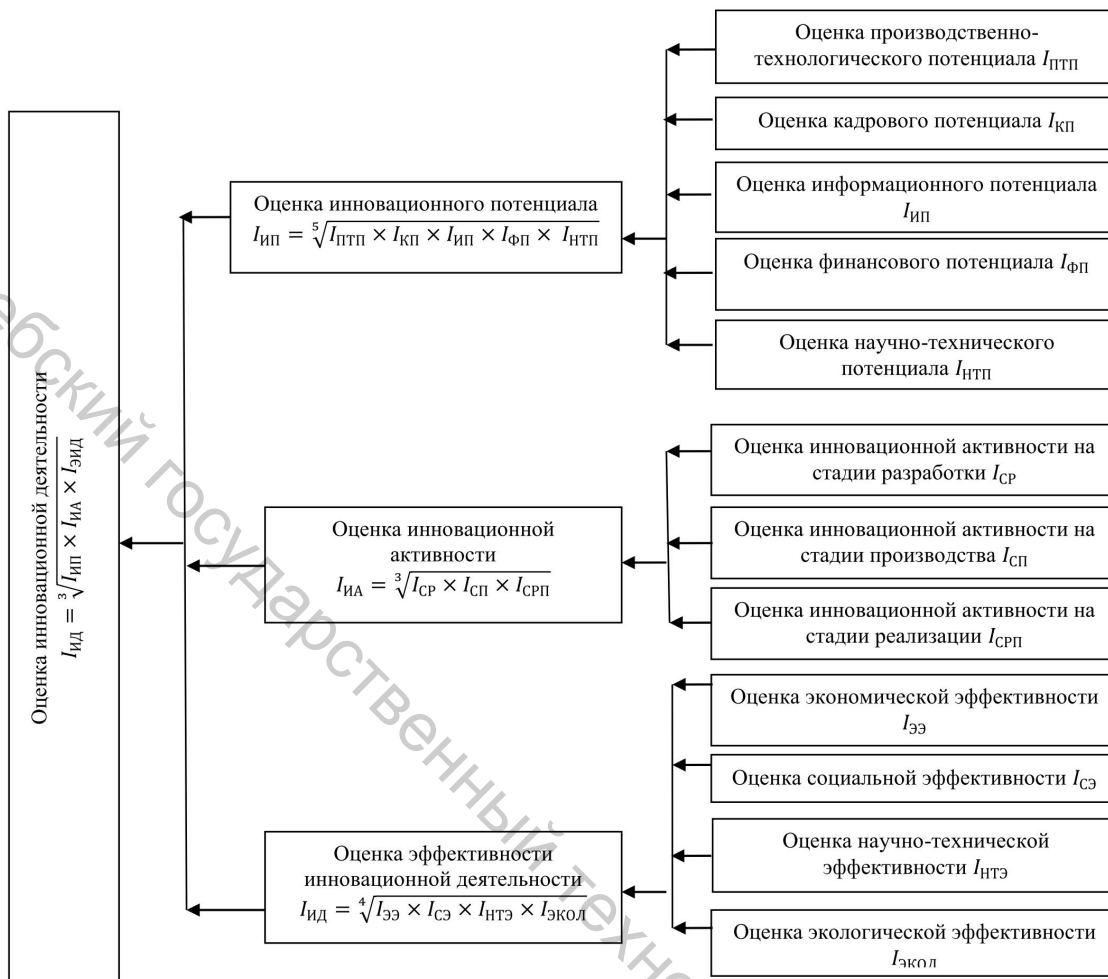 Оценка инновационной деятельности
I_ИД = ∛(I_ИП × I_ИА × I_ЭИД)
Оценка инновационного потенциала
I_ИП = ⁵√(I_ПТП × I_КП × I_ИП × I_ФП × I_НТП)
Оценка производственно-
технологического потенциала I_ПТП
Оценка кадрового потенциала I_КП
Оценка информационного потенциала
I_ИП
Оценка финансового потенциала I_ФП
Оценка научно-технического
потенциала I_НТП
Оценка инновационной
активности
I_ИА = ∛(I_СР × I_СП × I_СРП)
Оценка инновационной активности на
стадии разработки I_СР
Оценка инновационной активности на
стадии производства I_СП
Оценка инновационной активности на
стадии реализации I_СРП
Оценка эффективности
инновационной деятельности
I_ИД = ∜(I_ЭЭ × I_СЭ × I_НТЭ × I_ЭКОЛ)
Оценка экономической эффективности
I_ЭЭ
Оценка социальной эффективности I_СЭ
Оценка научно-технической
эффективности I_НТЭ
Оценка экологической эффективности
I_ЭКОЛ
государственный